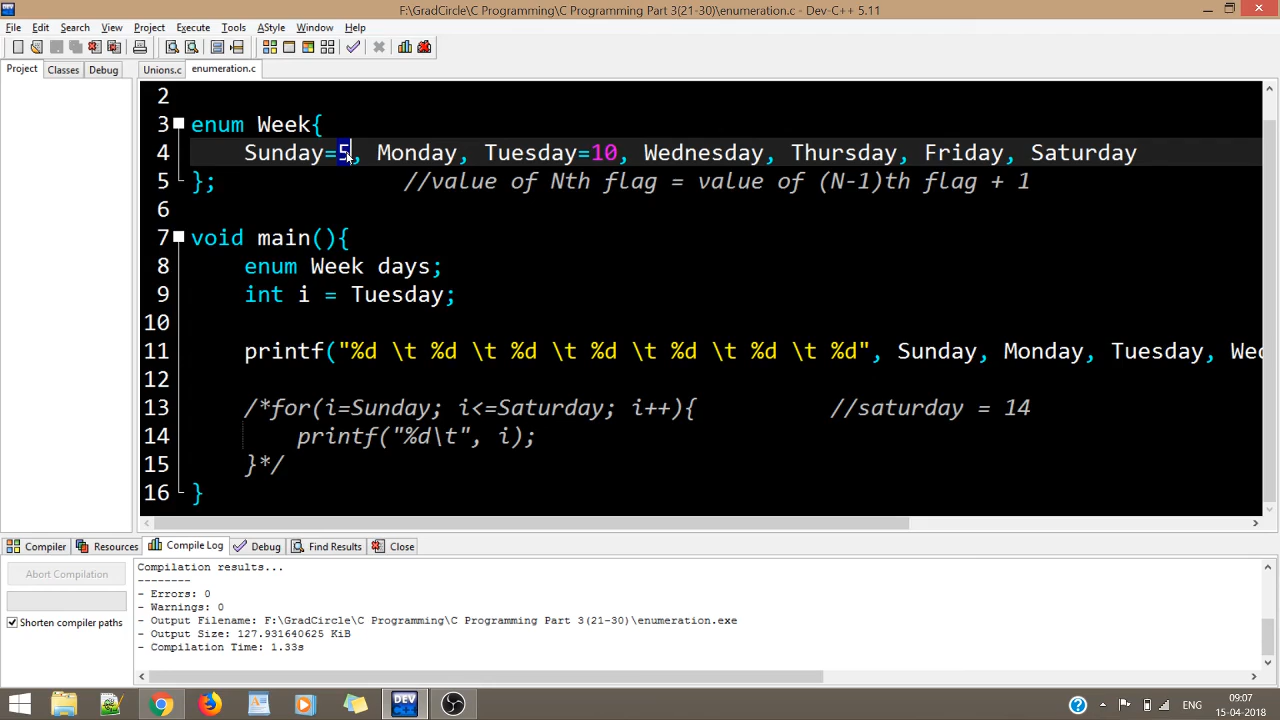 F:\GradCircle\C Programming\C Programming Part 3(21-30)\enumeration.c - Dev-C++ 5.11
File Edit Search View Project Execute Tools AStyle Window Help
Project Classes Debug Unions.c enumeration.c
2
3 enum Week{
4 Sunday=5, Monday, Tuesday=10, Wednesday, Thursday, Friday, Saturday
5 }; //value of Nth flag = value of (N-1)th flag + 1
6
7 void main(){
8 enum Week days;
9 int i = Tuesday;
10
11 printf("%d \t %d \t %d \t %d \t %d \t %d \t %d", Sunday, Monday, Tuesday, Wed
12
13 /*for(i=Sunday; i<=Saturday; i++){ //saturday = 14
14 printf("%d\t", i);
15 }*/
16 }
Compiler Resources Compile Log Debug Find Results Close
Abort Compilation
Shorten compiler paths
Compilation results...
--------
- Errors: 0
- Warnings: 0
- Output Filename: F:\GradCircle\C Programming\C Programming Part 3(21-30)\enumeration.exe
- Output Size: 127.931640625 KiB
- Compilation Time: 1.33s
DEV
09:07
15-04-2018